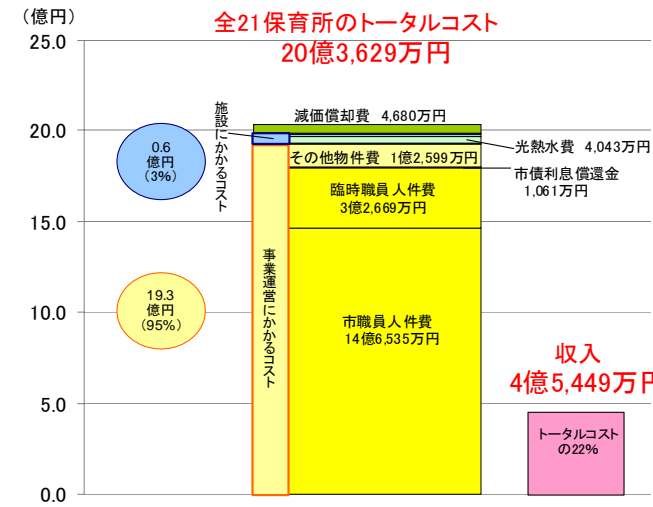 （億円）
全21保育所のトータルコスト
20億3,629万円
25.0
20.0
15.0
10.0
5.0
0.0
0.6
億円
（3%）
19.3
億円
（95%）
施設にかかるコスト
事業運営にかかるコスト
減価償却費 4,680万円
光熱水費 4,043万円
その他物件費 1億2,599万円
市債利息償還金
1,061万円
臨時職員人件費
3億2,669万円
市職員人件費
14億6,535万円
収入
4億5,449万円
トータルコスト
の22%